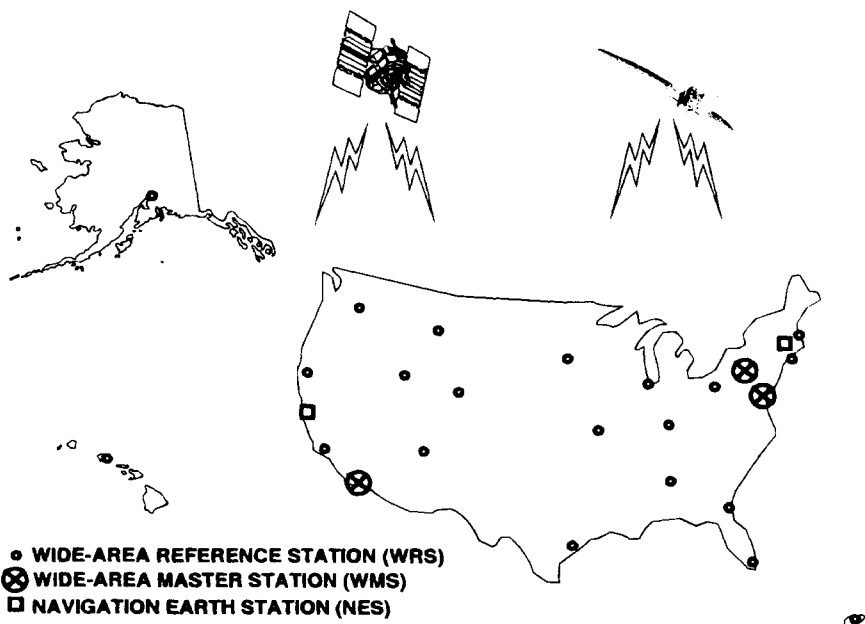 WIDE-AREA REFERENCE STATION (WRS)
WIDE-AREA MASTER STATION (WMS)
NAVIGATION EARTH STATION (NES)